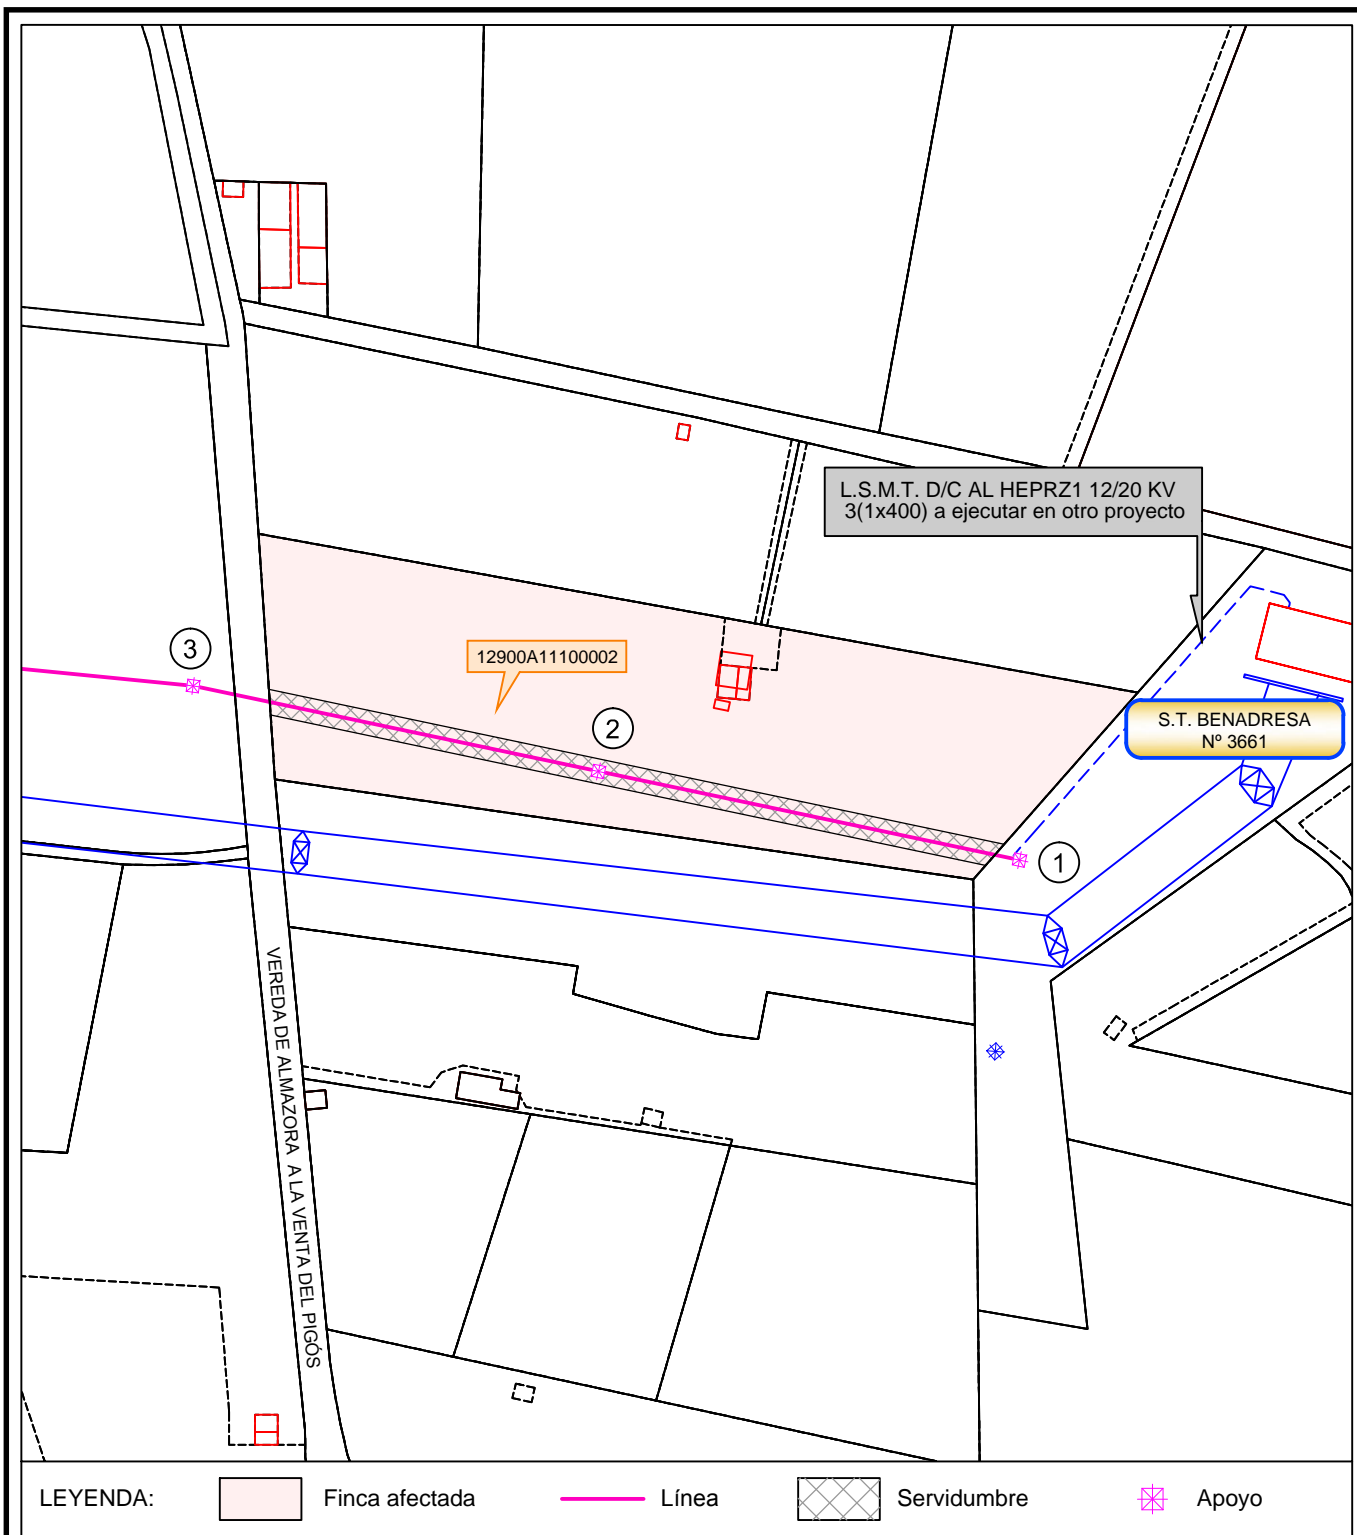 L.S.M.T. D/C AL HEPRZ1 12/20 KV
3(1x400) a ejecutar en otro proyecto
3
12900A11100002
2
S.T. BENADRESA
Nº 3661
1
VEREDA DE ALMAZORA A LA VENTA DEL PIGÓS
LEYENDA:
Finca afectada
Línea
Servidumbre
Apoyo